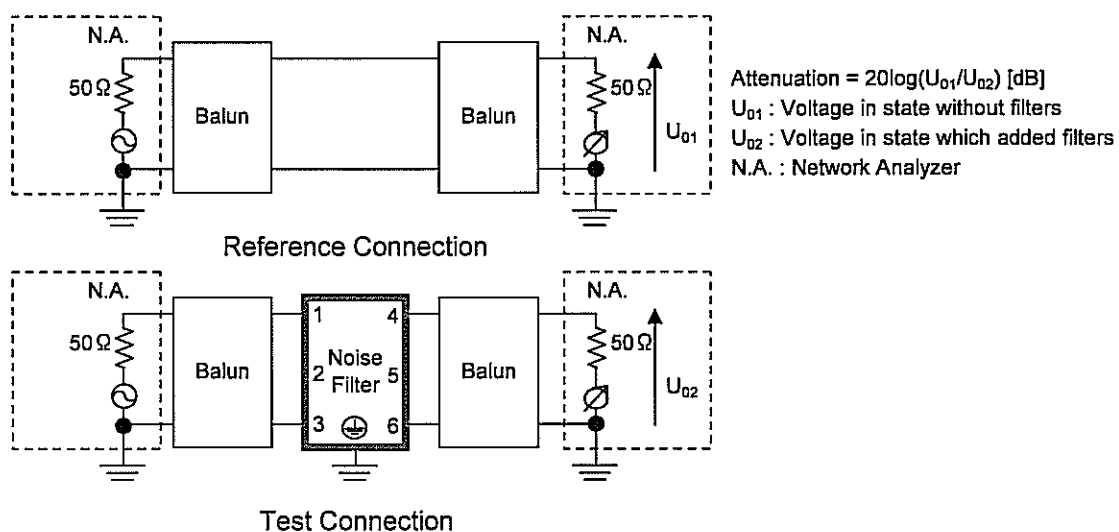 N.A.
50Ω
Balun
Balun
N.A.
50Ω
U01
Attenuation = 20log(U01/U02) [dB]
U01 : Voltage in state without filters
U02 : Voltage in state which added filters
N.A. : Network Analyzer
Reference Connection
N.A.
50Ω
Balun
1
4
2
Noise
Filter
5
3
6
Balun
N.A.
50Ω
U02
Test Connection